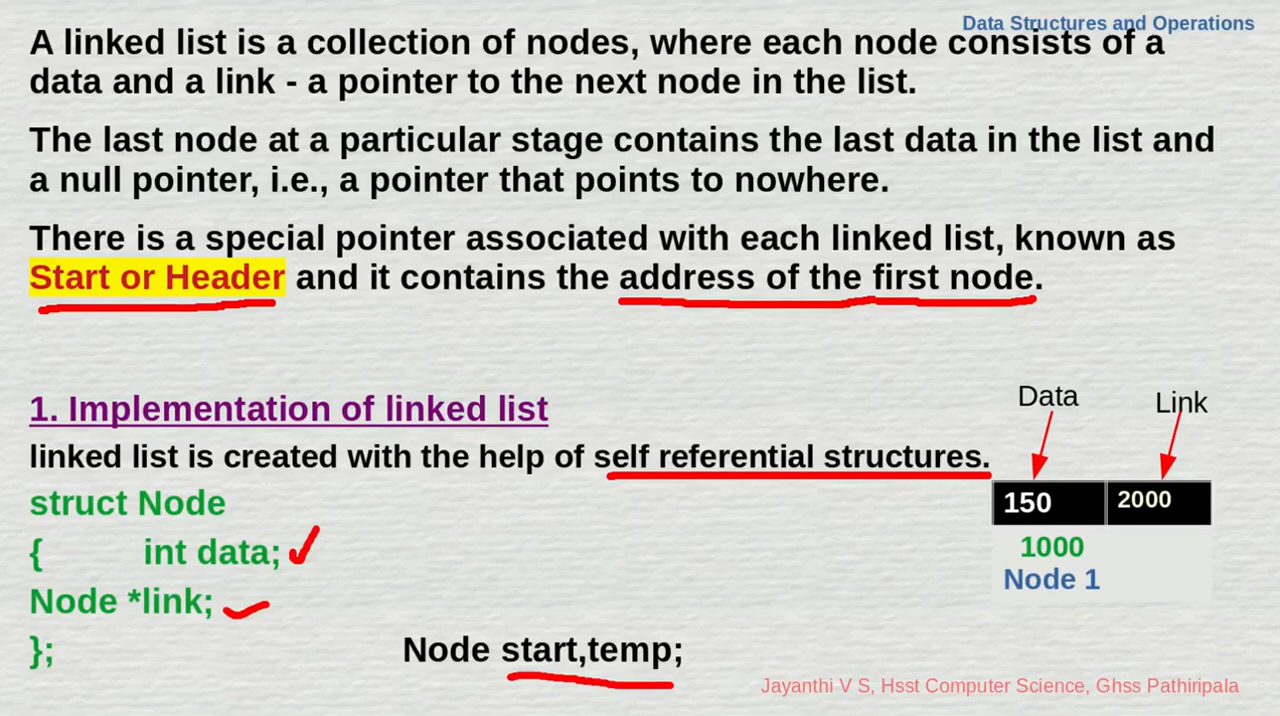 Data Structures and Operations
A linked list is a collection of nodes, where each node consists of a
data and a link - a pointer to the next node in the list.
The last node at a particular stage contains the last data in the list and
a null pointer, i.e., a pointer that points to nowhere.
There is a special pointer associated with each linked list, known as
Start or Header and it contains the address of the first node.
1. Implementation of linked list
linked list is created with the help of self referential structures.
struct Node
{ int data;
Node *link;
};
Node start,temp;
Data
Link
150 2000
1000
Node 1
Jayanthi V S, Hsst Computer Science, Ghss Pathiripala